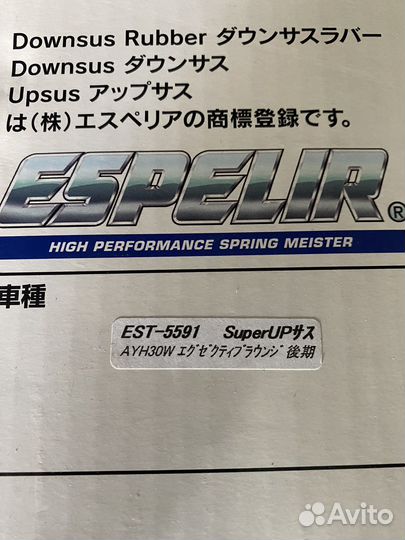 Downsus Rubber ダウンサスラバー
Downsus ダウンサス
Upsus アップサス
は(株)エスペリアの商標登録です。
ESPELIR®
HIGH PERFORMANCE SPRING MEISTER
車種
EST-5591 SuperUPサス
AYH30W エグゼクティブラウンジ 後期
Avito